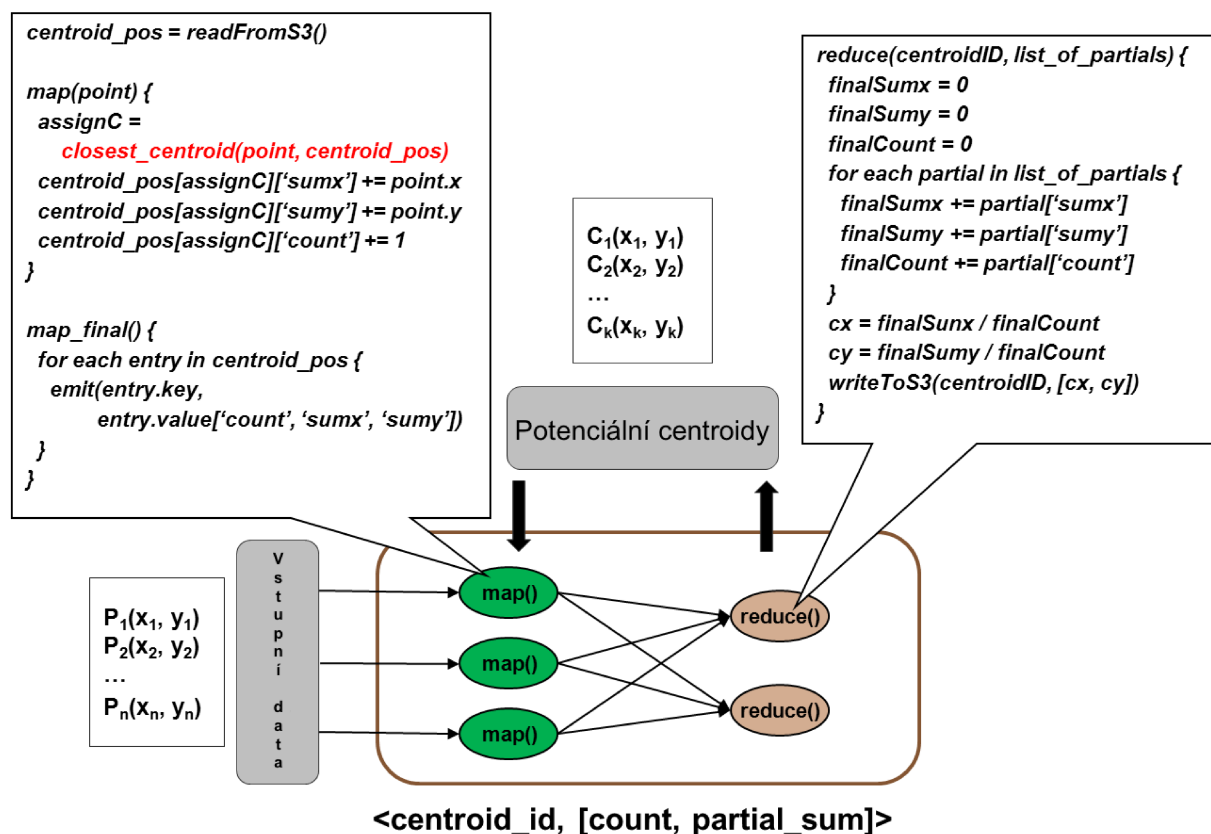 centroid_pos = readFromS3()
map(point) {
assignC =
closest_centroid(point, centroid_pos)
centroid_pos[assignC][‘sumx’] += point.x
centroid_pos[assignC][‘sumy’] += point.y
centroid_pos[assignC][‘count’] += 1
}
map_final() {
for each entry in centroid_pos {
emit(entry.key,
entry.value[‘count’, ‘sumx’, ‘sumy’])
}
}
reduce(centroidID, list_of_partials) {
finalSumx = 0
finalSumy = 0
finalCount = 0
for each partial in list_of_partials {
finalSumx += partial[‘sumx’]
finalSumy += partial[‘sumy’]
finalCount += partial[‘count’]
}
cx = finalSunx / finalCount
cy = finalSumy / finalCount
writeToS3(centroidID, [cx, cy])
}
C₁(x₁, y₁)
C₂(x₂, y₂)
…
Cₖ(xₖ, yₖ)
Potenciální centroidy
P₁(x₁, y₁)
P₂(x₂, y₂)
…
Pₙ(xₙ, yₙ)
Vstupní data
map()
map()
map()
reduce()
reduce()
<centroid_id, [count, partial_sum]>